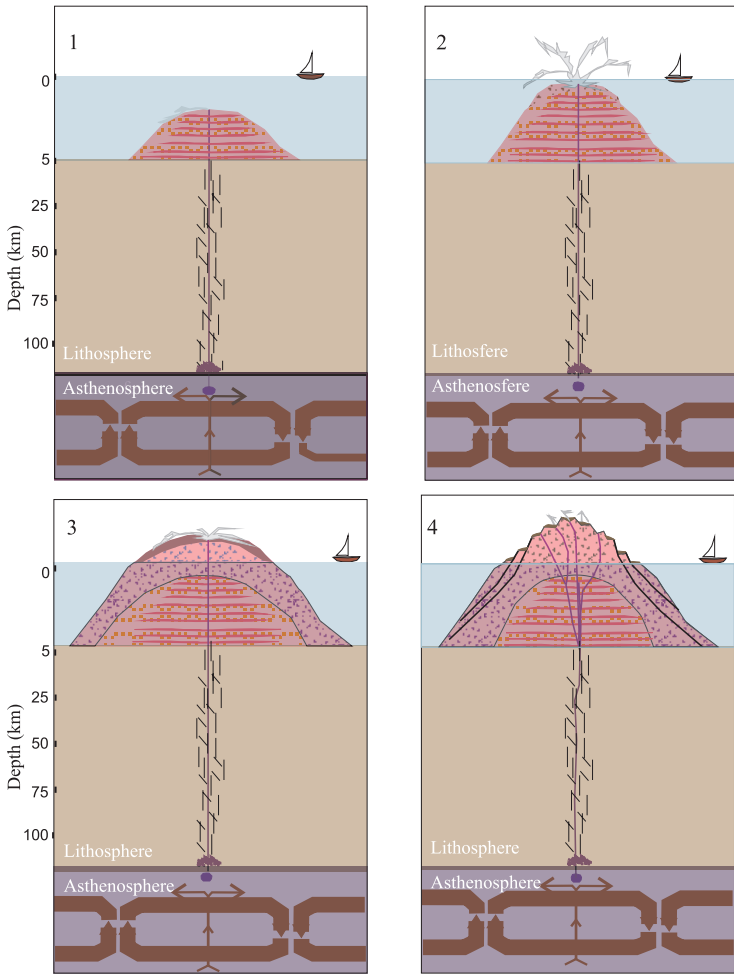 1
0
5
25
50
75
100
Depth (km)
Lithosphere
Asthenosphere
2
Lithosfere
Asthenosfere
3
0
5
25
50
75
100
Depth (km)
Lithosphere
Asthenosphere
4
Lithosphere
Asthenosphere